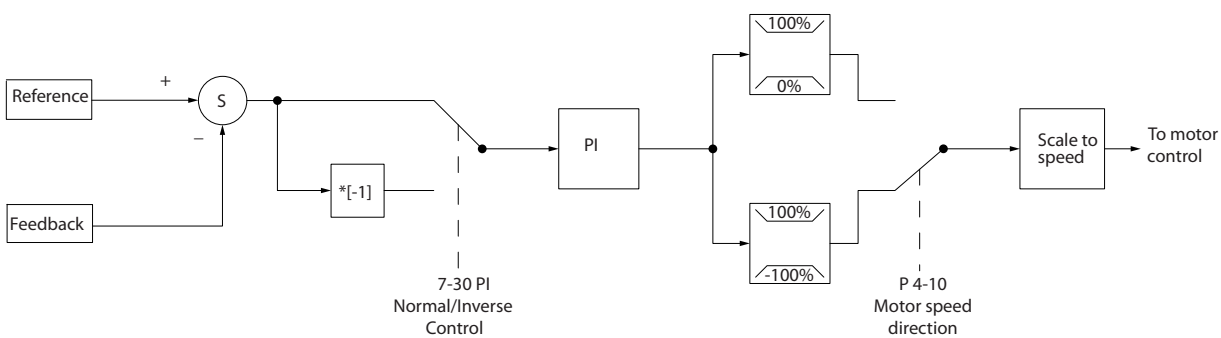 Reference
+
S
−
Feedback
*[-1]
7-30 PI
Normal/Inverse
Control
PI
100%
0%
100%
-100%
P 4-10
Motor speed
direction
Scale to
speed
To motor
control